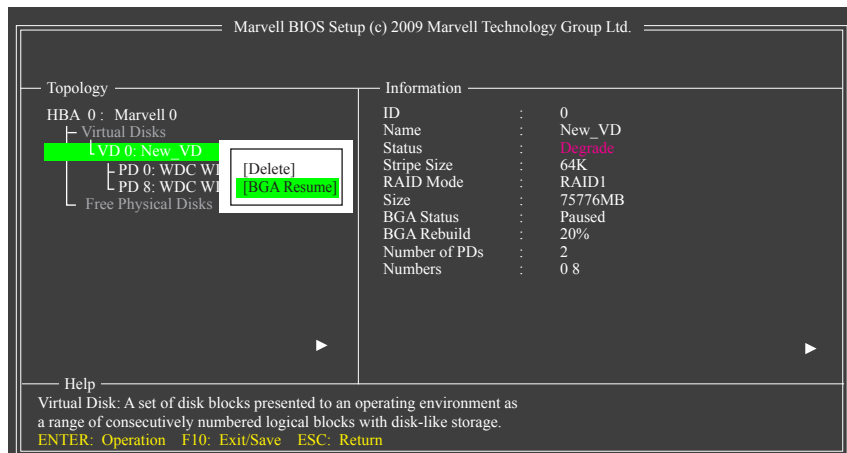 Marvell BIOS Setup (c) 2009 Marvell Technology Group Ltd.
Topology
HBA 0 : Marvell 0
Virtual Disks
VD 0: New_VD
PD 0: WDC
PD 8: WDC
Free Physical Disks
[Delete]
[BGA Resume]
Information
ID : 0
Name : New_VD
Status : Degrade
Stripe Size : 64K
RAID Mode : RAID1
Size : 75776MB
BGA Status : Paused
BGA Rebuild : 20%
Number of PDs : 2
Numbers : 0 8
Help
Virtual Disk: A set of disk blocks presented to an operating environment as
a range of consecutively numbered logical blocks with disk-like storage.
ENTER: Operation F10: Exit/Save ESC: Return